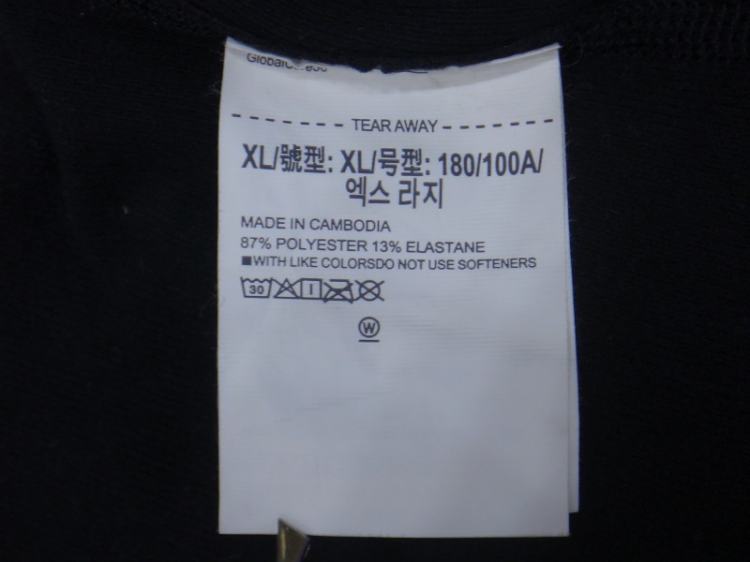 TEAR AWAY
XL/號型: XL/号型: 180/100A/
엑스 라지
MADE IN CAMBODIA
87% POLYESTER 13% ELASTANE
■WITH LIKE COLORSDO NOT USE SOFTENERS
30
W